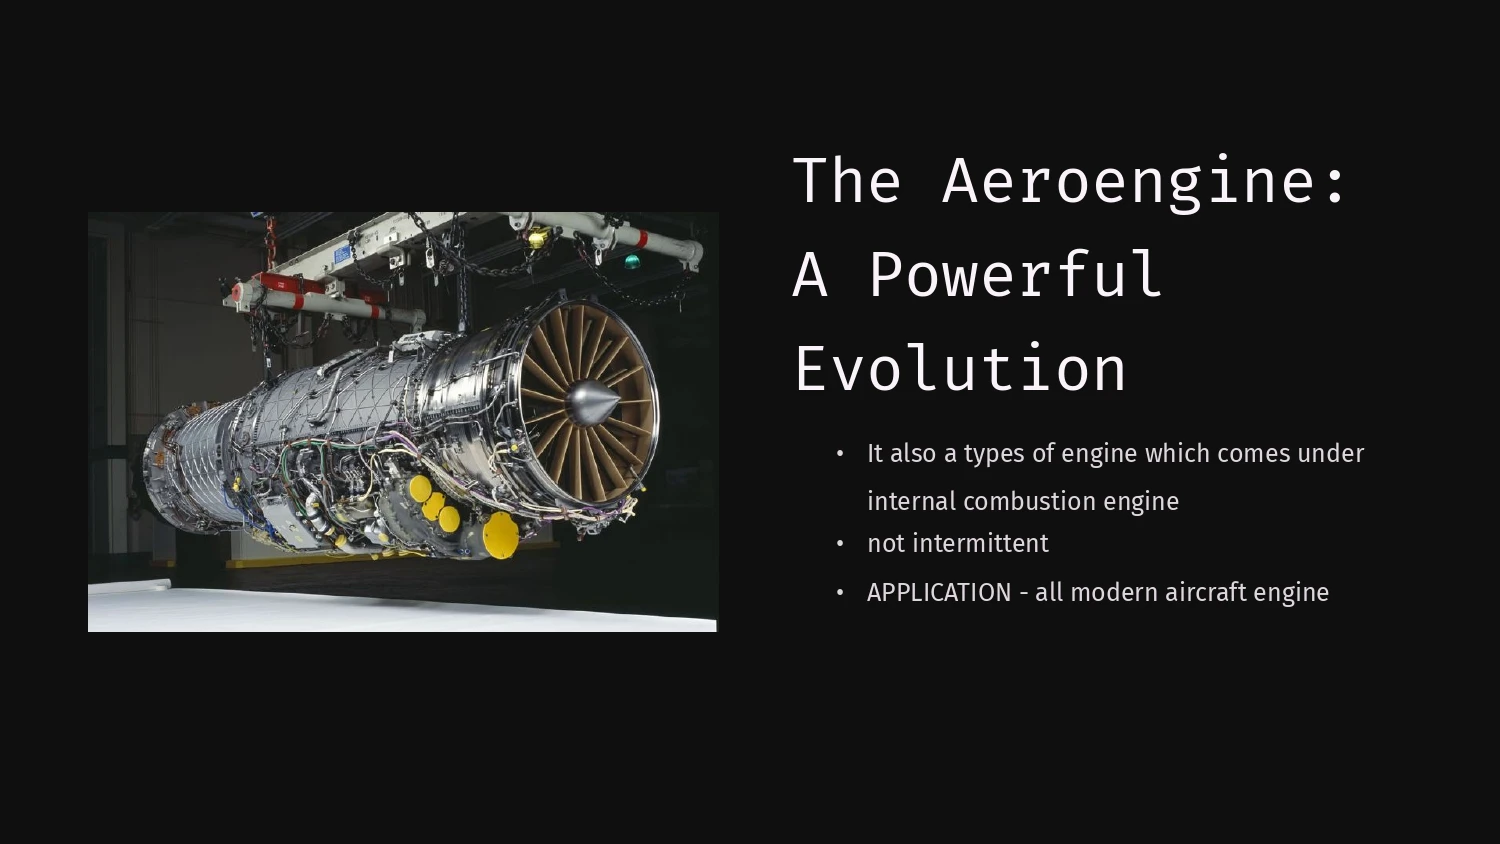 The Aeroengine:
A Powerful
Evolution
• It also a types of engine which comes under
internal combustion engine
• not intermittent
• APPLICATION - all modern aircraft engine